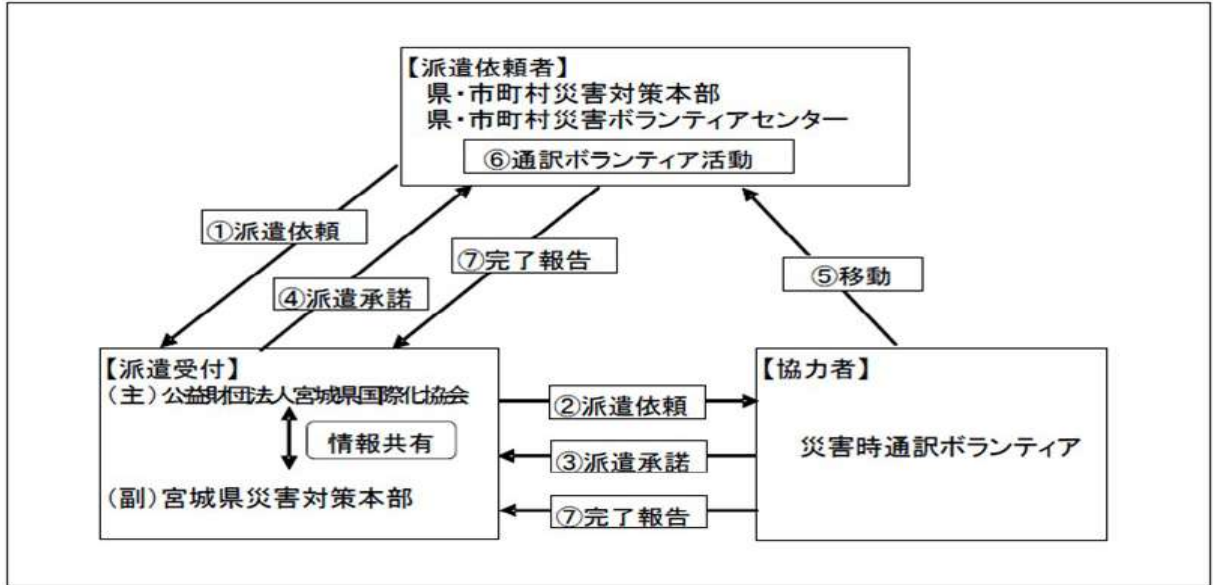 【派遣依頼者】
県・市町村災害対策本部
県・市町村災害ボランティアセンター
⑥通訳ボランティア活動
①派遣依頼
④派遣承諾
⑦完了報告
⑤移動
【派遣受付】
(主)公益財団法人宮城県国際化協会
情報共有
(副)宮城県災害対策本部
②派遣依頼
③派遣承諾
⑦完了報告
【協力者】
災害時通訳ボランティア